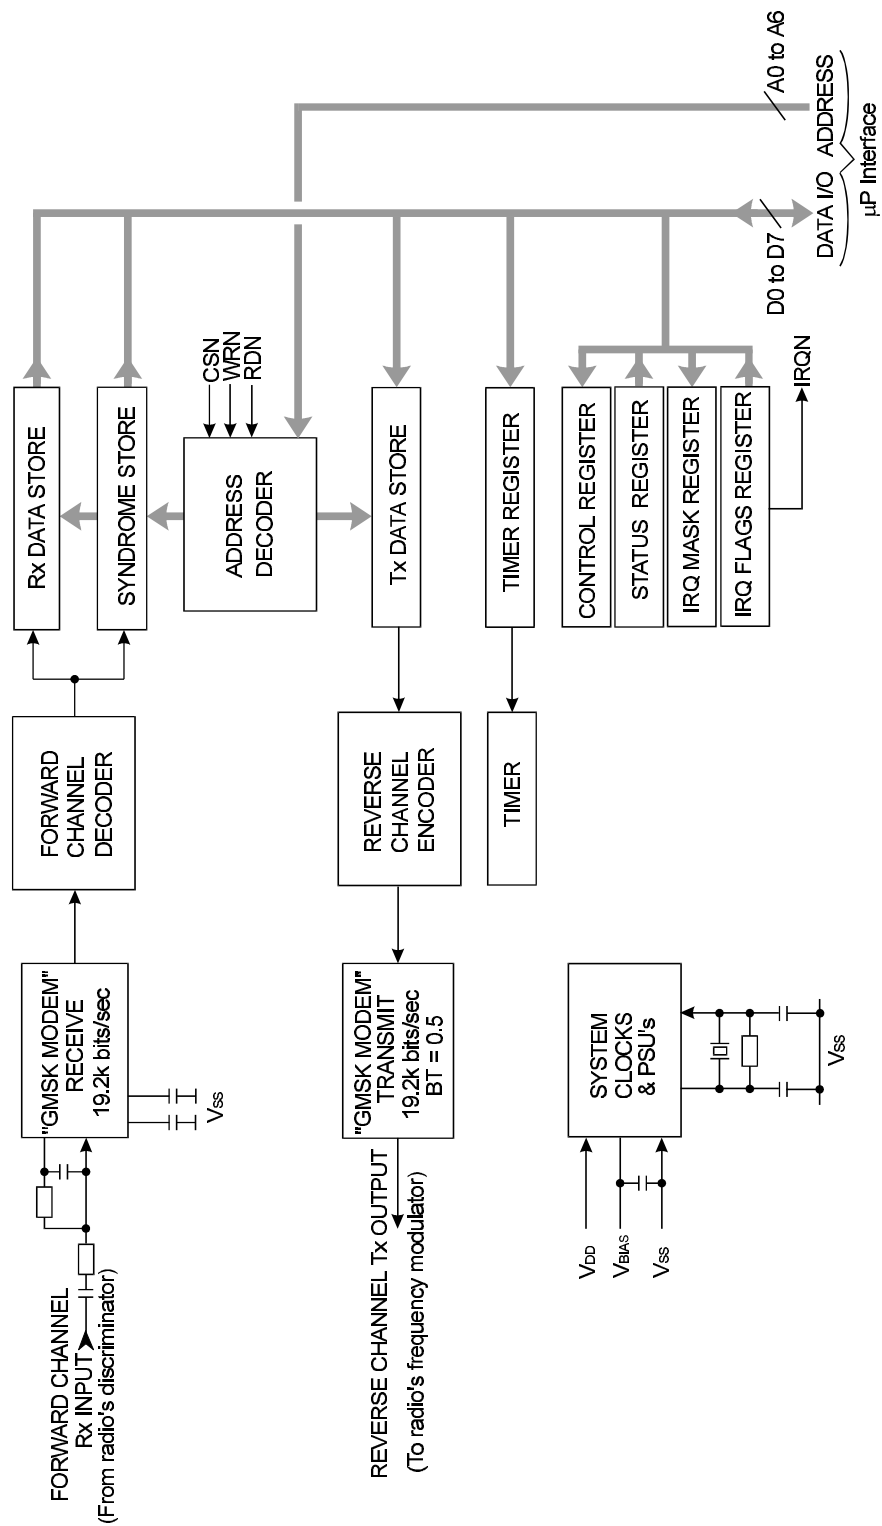 FORWARD CHANNEL
Rx INPUT
(From radio's discriminator)
"GMSK MODEM"
RECEIVE
19.2k bits/sec
VSS
FORWARD
CHANNEL
DECODER
Rx DATA STORE
SYNDROME STORE
CSN
WRN
RDN
ADDRESS
DECODER
REVERSE CHANNEL Tx OUTPUT
(To radio's frequency modulator)
"GMSK MODEM"
TRANSMIT
19.2k bits/sec
BT = 0.5
REVERSE
CHANNEL
ENCODER
Tx DATA STORE
TIMER
TIMER REGISTER
VDD
VBIAS
VSS
SYSTEM
CLOCKS
& PSU's
VSS
CONTROL REGISTER
STATUS REGISTER
IRQ MASK REGISTER
IRQ FLAGS REGISTER
IRQN
A0 to A6
D0 to D7
DATA I/O
ADDRESS
µP Interface